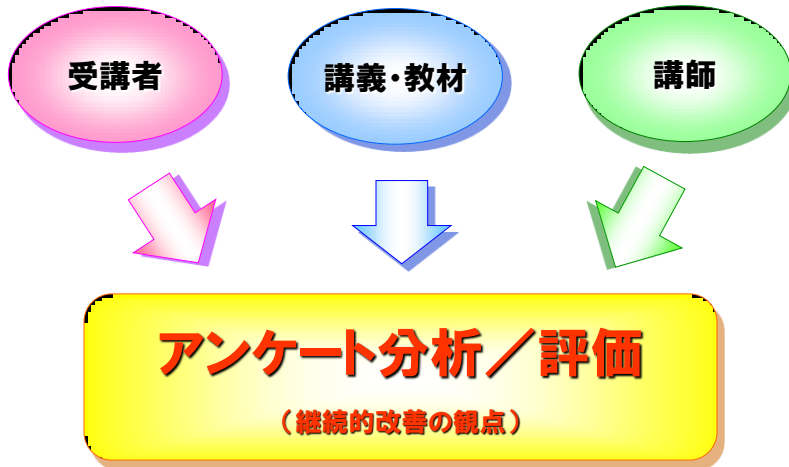 受講者
講義・教材
講師
アンケート分析／評価
（継続的改善の観点）